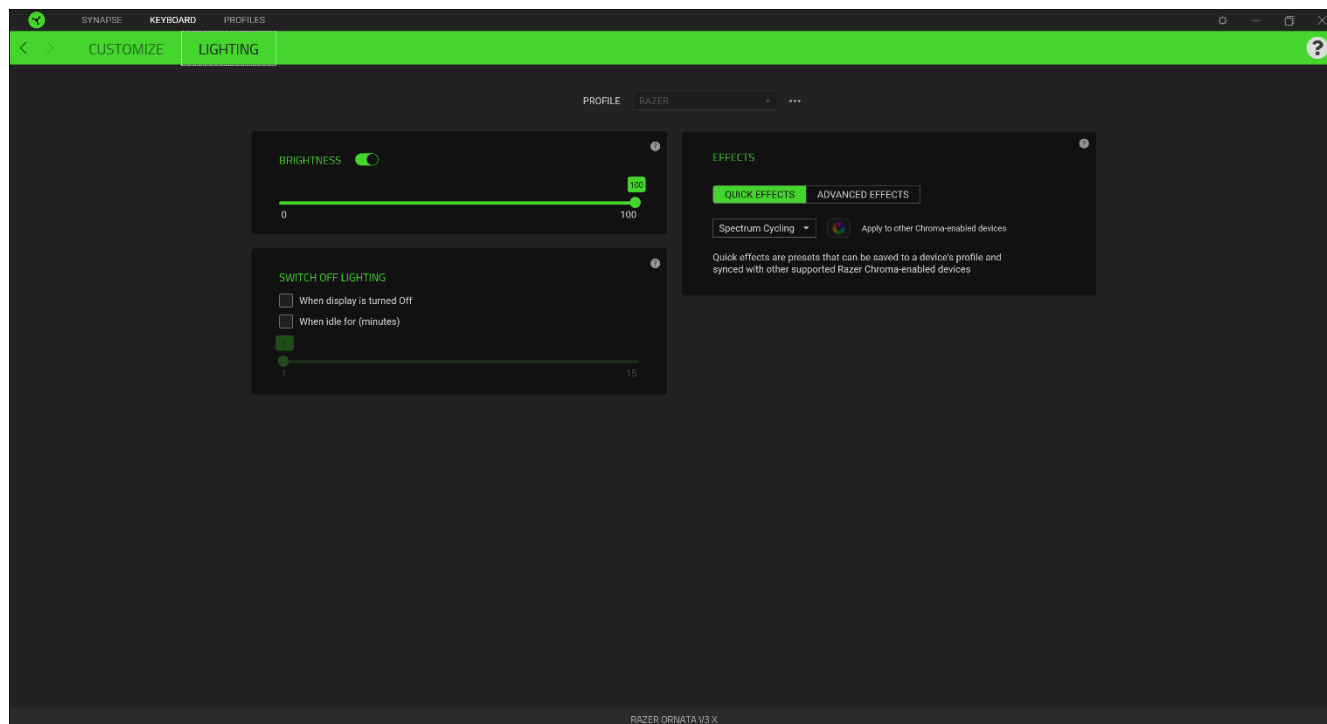 SYNAPSE KEYBOARD PROFILES
CUSTOMIZE LIGHTING
?
PROFILE RAZER
BRIGHTNESS
?
100
0 100
SWITCH OFF LIGHTING
?
When display is turned Off
When idle for (minutes)
1
1 15
EFFECTS
?
QUICK EFFECTS ADVANCED EFFECTS
Spectrum Cycling Apply to other Chroma-enabled devices
Quick effects are presets that can be saved to a device's profile and
synced with other supported Razer Chroma-enabled devices
RAZER ORNATA V3 X